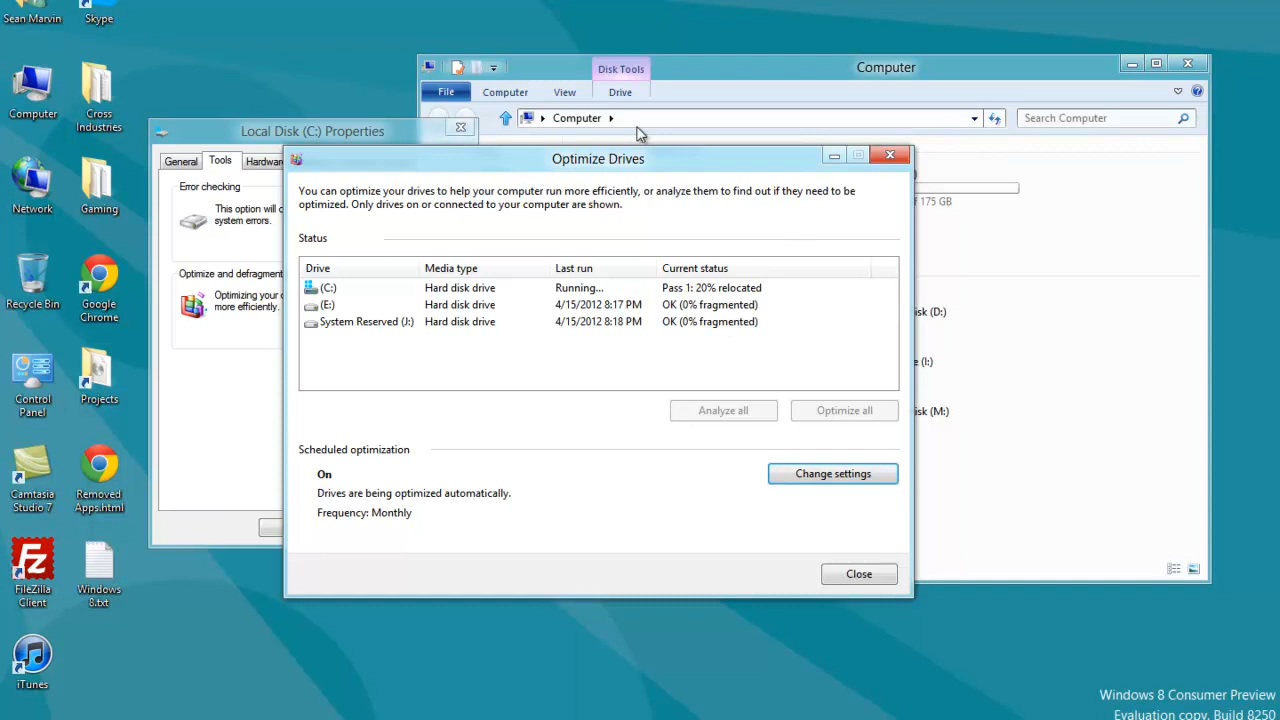 Sean Marvin
Skype
Computer
Cross
Industries
Network
Gaming
Recycle Bin
Google
Chrome
Control
Panel
Projects
Camtasia
Studio 7
Removed
Apps.html
FileZilla
Client
Windows
8.txt
iTunes
Disk Tools
Computer
File
Computer
View
Drive
Computer
Search Computer
f 175 GB
isk (D:)
e (I:)
isk (M:)
Local Disk (C:) Properties
General
Tools
Hardware
Error checking
This option will c
system errors.
Optimize and defragment
Optimizing your c
more efficiently.
Optimize Drives
You can optimize your drives to help your computer run more efficiently, or analyze them to find out if they need to be
optimized. Only drives on or connected to your computer are shown.
Status
Drive Media type Last run Current status
(C:) Hard disk drive Running... Pass 1: 20% relocated
(E:) Hard disk drive 4/15/2012 8:17 PM OK (0% fragmented)
System Reserved (J:) Hard disk drive 4/15/2012 8:18 PM OK (0% fragmented)
Analyze all
Optimize all
Scheduled optimization
On
Change settings
Drives are being optimized automatically.
Frequency: Monthly
Close
Windows 8 Consumer Preview
Evaluation copy. Build 8250